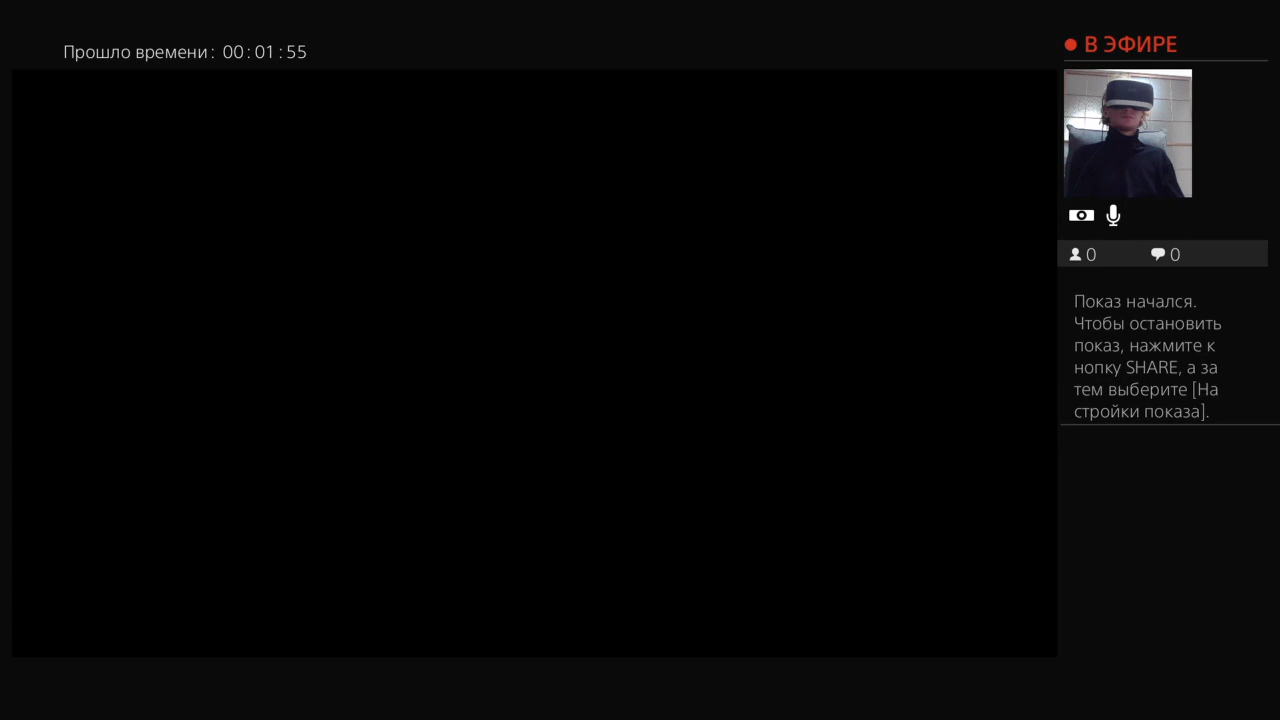 Прошло времени: 00:01:55
В ЭФИРЕ
0 0
Показ начался.
Чтобы остановить
показ, нажмите к
нопку SHARE, а за
тем выберите [На
стройки показа].